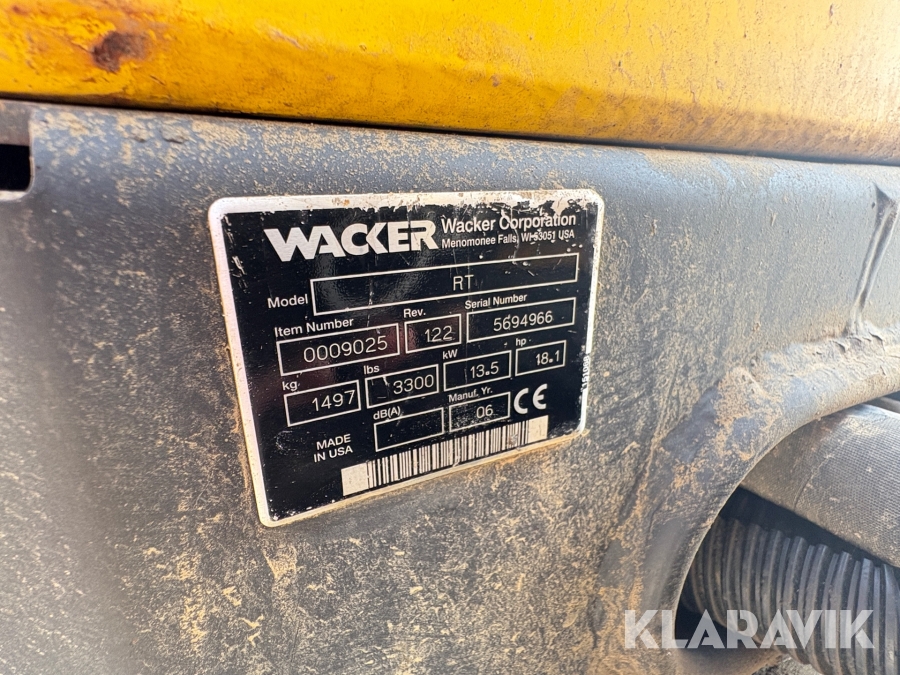 WACKER
Wacker Corporation
Menomonee Falls, WI 53051 USA
Model RT
Item Number Rev. Serial Number
0009025 122 5694966
kg lbs kW hp
1497 3300 13.5 18.1
dB(A) Manuf. Yr.
06 CE
MADE
IN USA
KLARAVIK